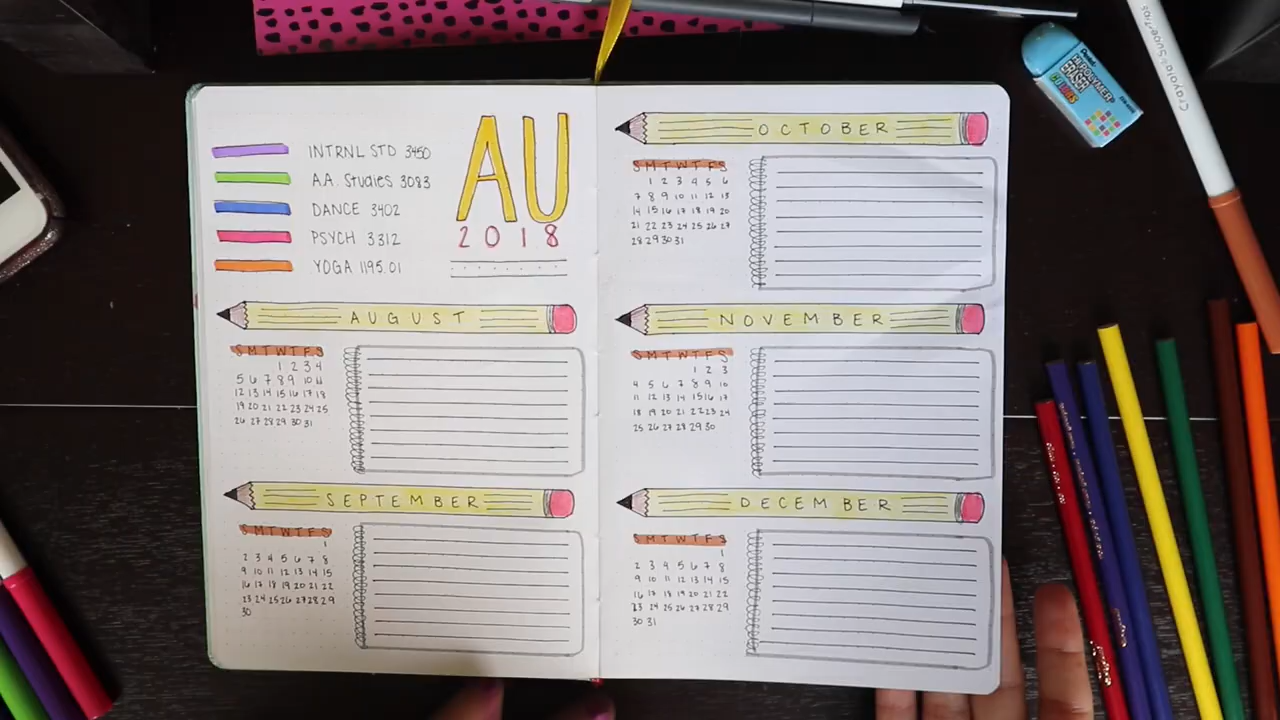 INTRNL STD 3450
A.A. Studies 3083
DANCE 3402
PSYCH 3312
YOGA 1195.01
AU
2018
AUGUST
S M T W T F S
1 2 3 4
5 6 7 8 9 10 11
12 13 14 15 16 17 18
19 20 21 22 23 24 25
26 27 28 29 30 31
SEPTEMBER
S M T W T F S
1
2 3 4 5 6 7 8
9 10 11 12 13 14 15
16 17 18 19 20 21 22
23 24 25 26 27 28 29
30
OCTOBER
S M T W T F S
1 2 3 4 5 6
7 8 9 10 11 12 13
14 15 16 17 18 19 20
21 22 23 24 25 26 27
28 29 30 31
NOVEMBER
S M T W T F S
1 2 3
4 5 6 7 8 9 10
11 12 13 14 15 16 17
18 19 20 21 22 23 24
25 26 27 28 29 30
DECEMBER
S M T W T F S
1
2 3 4 5 6 7 8
9 10 11 12 13 14 15
16 17 18 19 20 21 22
23 24 25 26 27 28 29
30 31
Pentel
HI-POLYMER
ERASER
COLORS
Crayola SuperTips